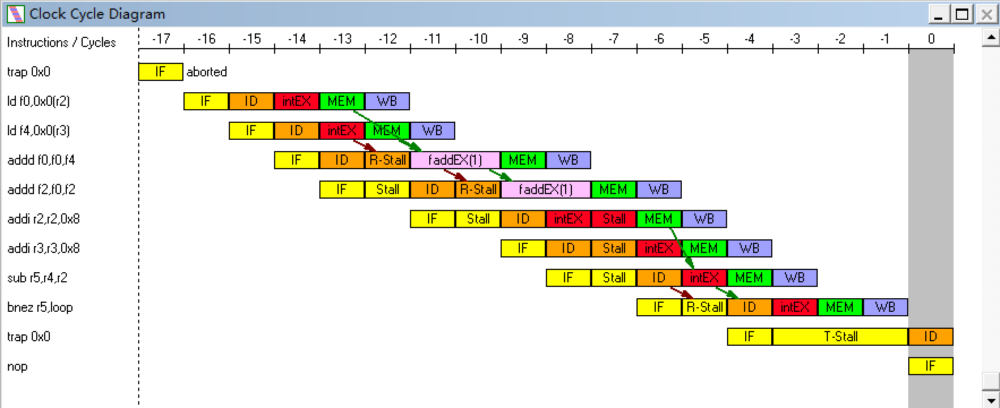 Clock Cycle Diagram
Instructions / Cycles -17 -16 -15 -14 -13 -12 -11 -10 -9 -8 -7 -6 -5 -4 -3 -2 -1 0
trap 0x0 IF aborted
ld f0,0x0(r2) IF ID intEX MEM WB
ld f4,0x0(r3) IF ID intEX MEM WB
addd f0,f0,f4 IF ID R-Stall faddEX(1) MEM WB
addd f2,f0,f2 IF Stall ID R-Stall faddEX(1) MEM WB
addi r2,r2,0x8 IF Stall ID intEX Stall MEM WB
addi r3,r3,0x8 IF ID Stall intEX MEM WB
sub r5,r4,r2 IF Stall ID intEX MEM WB
bnez r5,loop IF R-Stall ID intEX MEM WB
trap 0x0 IF T-Stall ID
nop IF